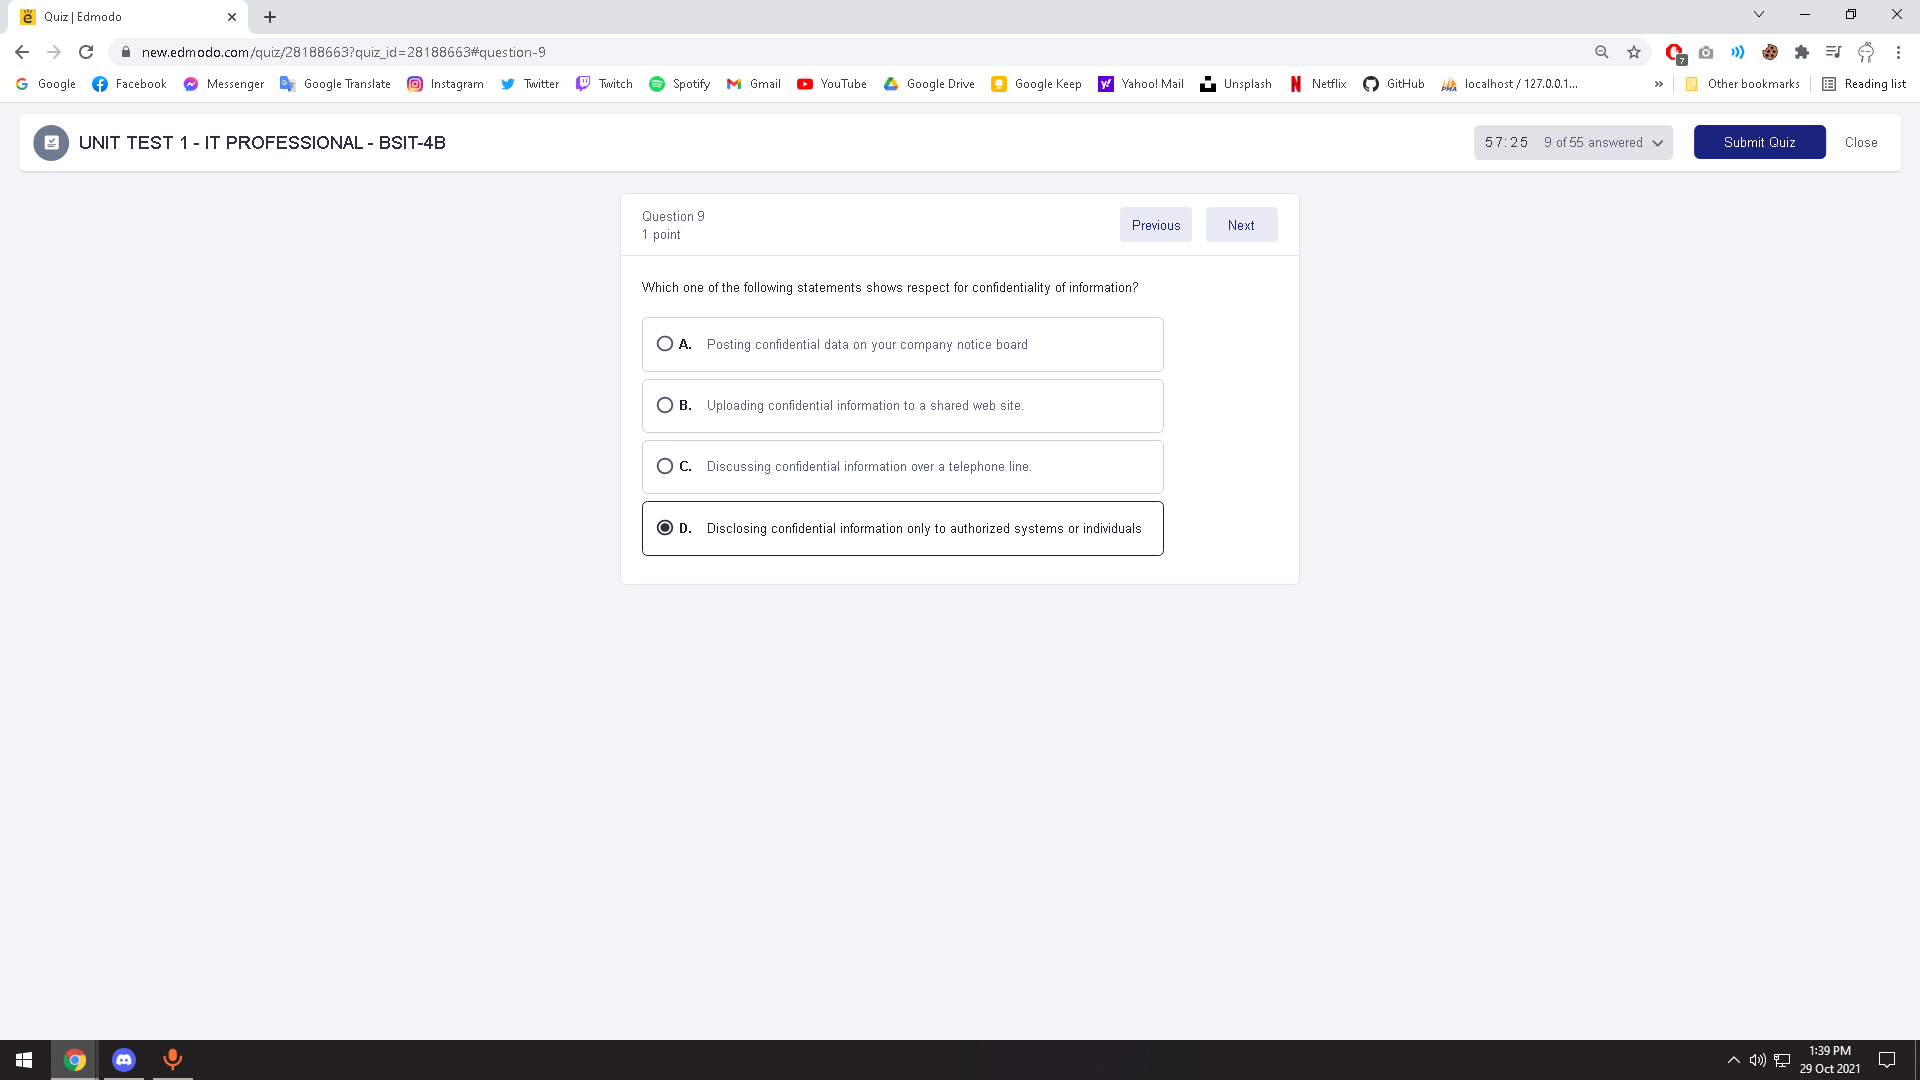 Quiz | Edmodo
new.edmodo.com/quiz/28188663?quiz_id=28188663#question-9
7
Google Facebook Messenger Google Translate Instagram Twitter Twitch Spotify Gmail YouTube Google Drive Google Keep Yahoo! Mail Unsplash Netflix GitHub localhost / 127.0.0.1... » Other bookmarks Reading list
UNIT TEST 1 - IT PROFESSIONAL - BSIT-4B
57:25 9 of 55 answered
Submit Quiz
Close
Question 9
1 point
Previous
Next
Which one of the following statements shows respect for confidentiality of information?
A. Posting confidential data on your company notice board
B. Uploading confidential information to a shared web site.
C. Discussing confidential information over a telephone line.
D. Disclosing confidential information only to authorized systems or individuals
1:39 PM
29 Oct 2021